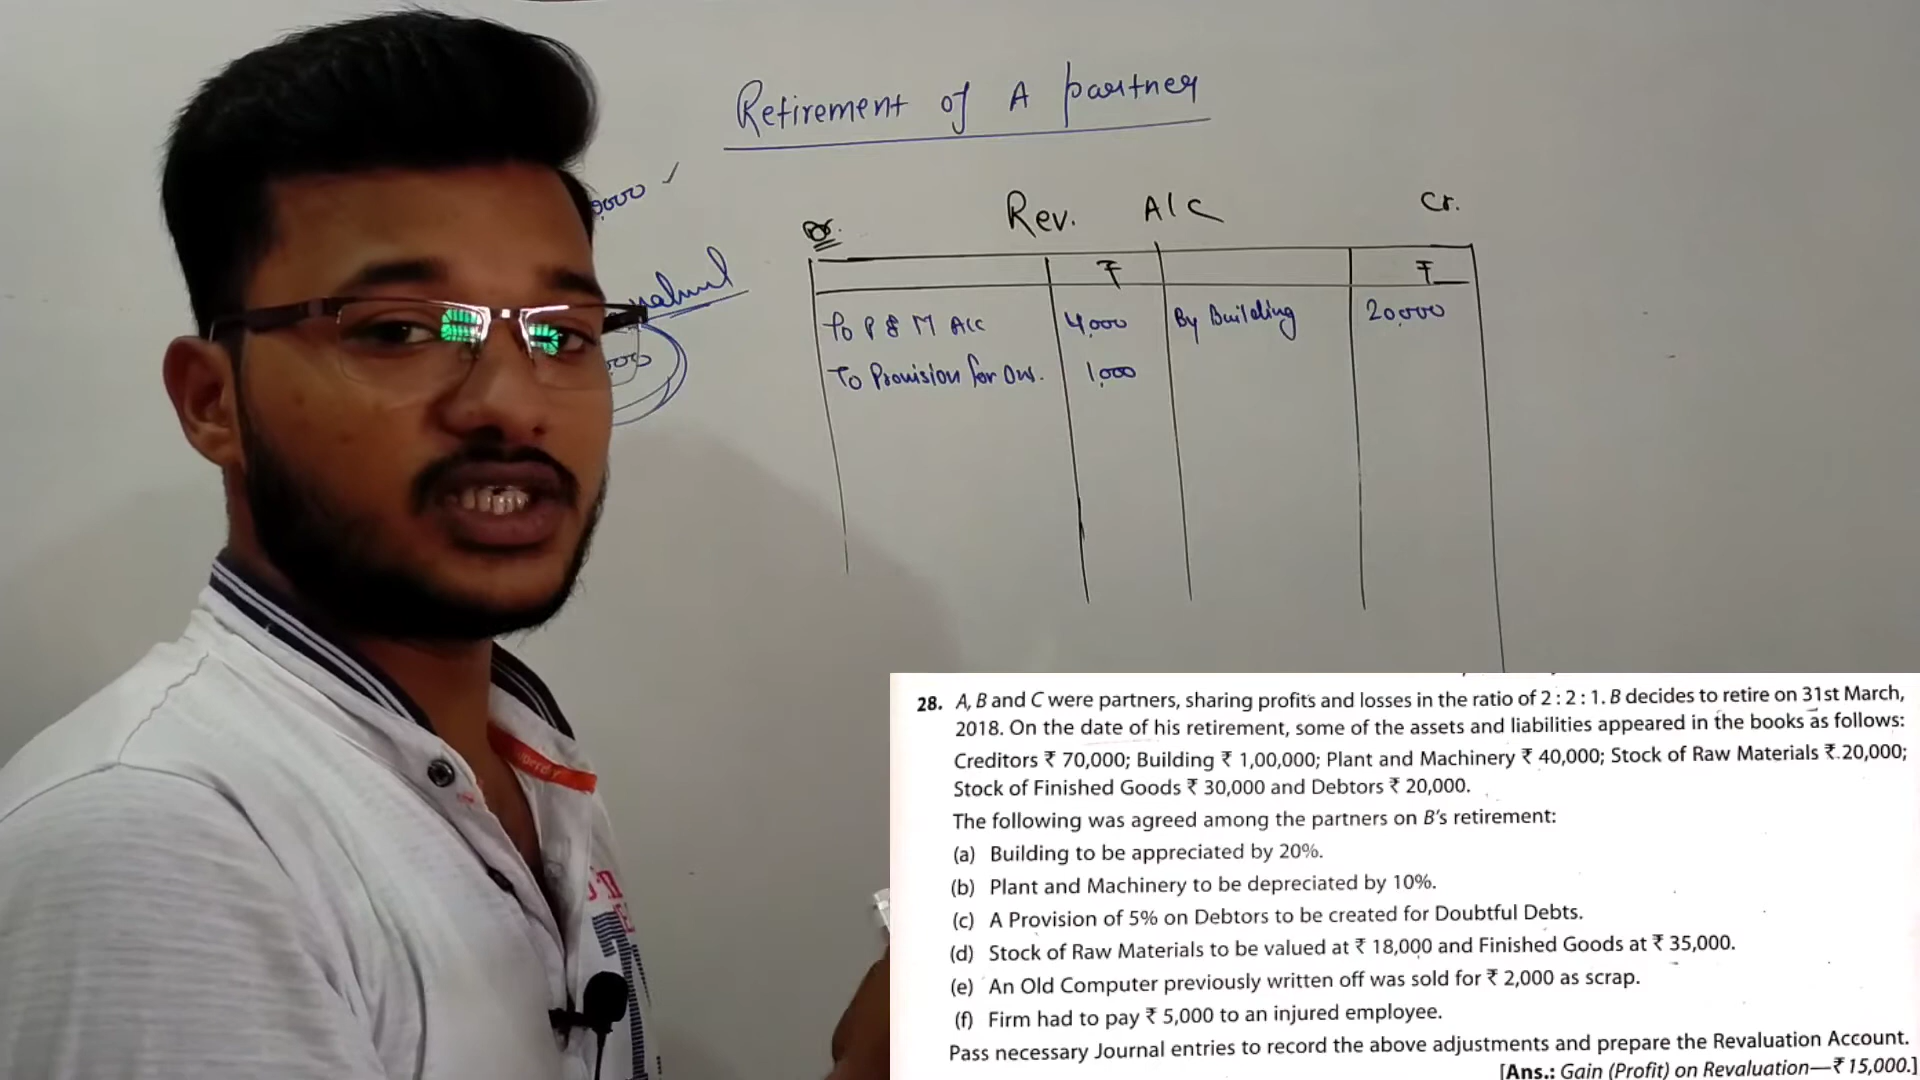 Retirement of A partner
0000 ✓
Dr. Rev. A/C Cr.
₹ ₹
To P & M A/C 4,000 By Building 20,000
To Provision for Dou. 1,000
28. A, B and C were partners, sharing profits and losses in the ratio of 2 : 2 : 1. B decides to retire on 31st March,
2018. On the date of his retirement, some of the assets and liabilities appeared in the books as follows:
Creditors ₹ 70,000; Building ₹ 1,00,000; Plant and Machinery ₹ 40,000; Stock of Raw Materials ₹ 20,000;
Stock of Finished Goods ₹ 30,000 and Debtors ₹ 20,000.
The following was agreed among the partners on B's retirement:
(a) Building to be appreciated by 20%.
(b) Plant and Machinery to be depreciated by 10%.
(c) A Provision of 5% on Debtors to be created for Doubtful Debts.
(d) Stock of Raw Materials to be valued at ₹ 18,000 and Finished Goods at ₹ 35,000.
(e) An Old Computer previously written off was sold for ₹ 2,000 as scrap.
(f) Firm had to pay ₹ 5,000 to an injured employee.
Pass necessary Journal entries to record the above adjustments and prepare the Revaluation Account.
[Ans.: Gain (Profit) on Revaluation—₹ 15,000.]